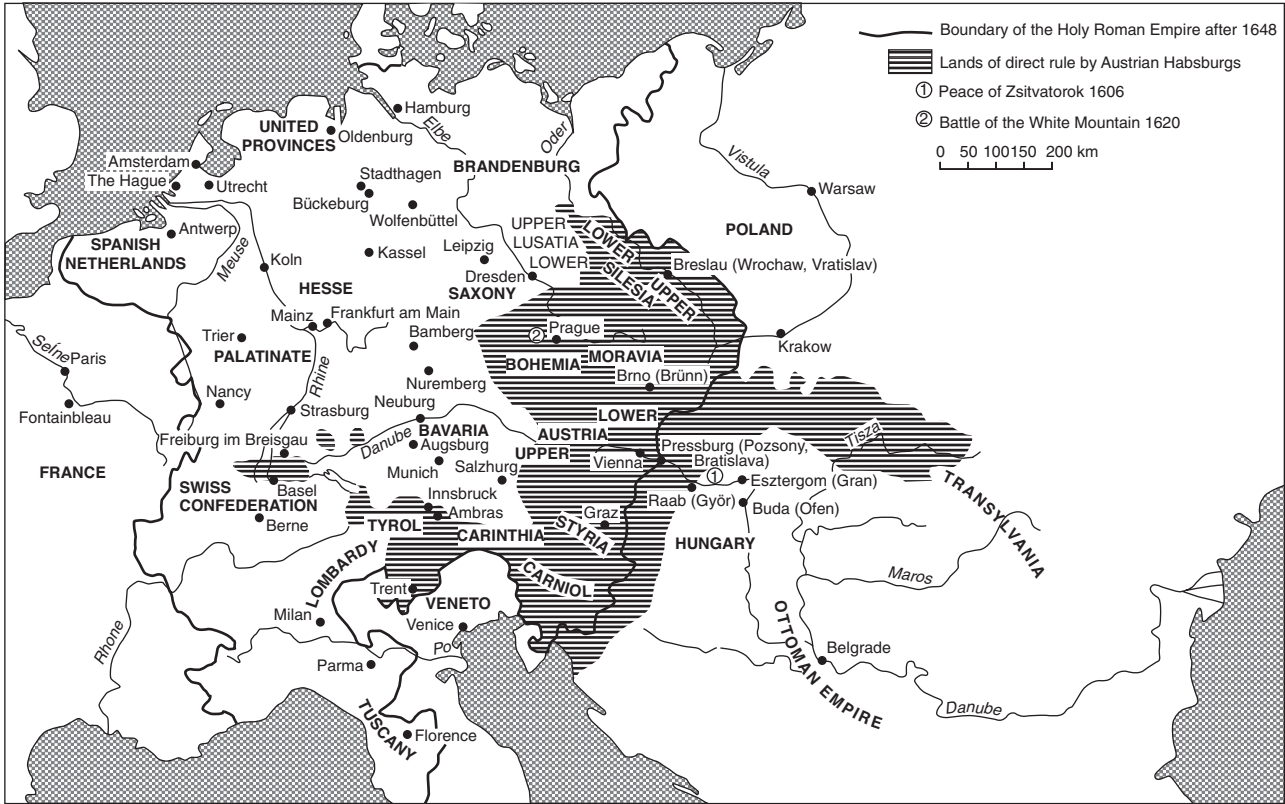 Boundary of the Holy Roman Empire after 1648
Lands of direct rule by Austrian Habsburgs
① Peace of Zsitvatorok 1606
② Battle of the White Mountain 1620
0 50 100 150 200 km
Hamburg
Elbe
UNITED
PROVINCES
Oldenburg
Oder
BRANDENBURG
Vistula
Amsterdam
The Hague
Utrecht
Stadthagen
Bückeburg
Wolfenbüttel
Warsaw
North
Antwerp
SPANISH
NETHERLANDS
Meuse
Koln
Kassel
Leipzig
UPPER
LUSATIA
LOWER
LOWER
SILESIA
UPPER
POLAND
Breslau (Wrochaw, Vratislav)
Dresden
HESSE
SAXONY
Mainz
Frankfurt am Main
Bamberg
②
Prague
Krakow
Seine
Paris
Trier
PALATINATE
Rhine
BOHEMIA
MORAVIA
Brno (Brünn)
Nuremberg
Nancy
Fontainbleau
Strasburg
Neuburg
LOWER
AUSTRIA
UPPER
Freiburg im Breisgau
Danube
BAVARIA
Augsburg
Munich
Salzhurg
Vienna
Pressburg (Pozsony,
Bratislava)
Tisza
①
Esztergom (Gran)
FRANCE
SWISS
CONFEDERATION
Basel
Berne
Innsbruck
Ambras
Raab (Györ)
Buda (Ofen)
TRANSYLVANIA
TYROL
CARINTHIA
Graz
STYRIA
HUNGARY
LOMBARDY
Trent
CARNIOL
Maros
VENETO
Milan
Venice
OTTOMAN EMPIRE
Rhone
Po
Parma
Belgrade
Danube
TUSCANY
Florence